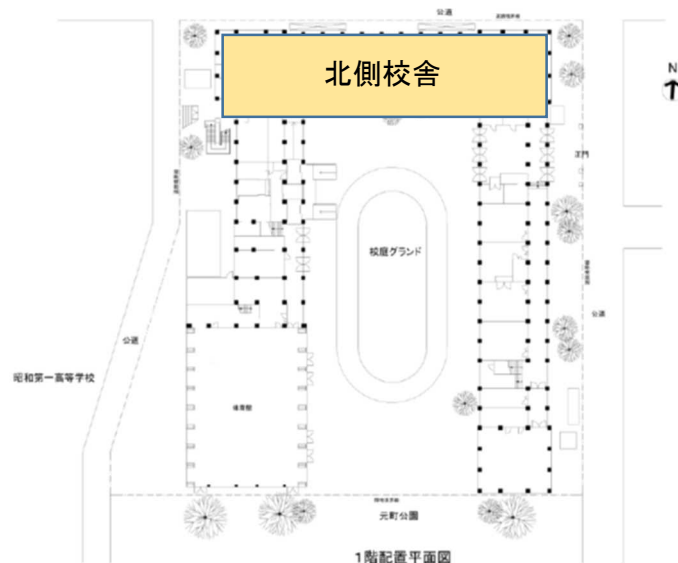 公道
北側校舎
N
正門
校庭グランド
公道
公道
昭和第一高等学校
体育館
元町公園
1階配置平面図